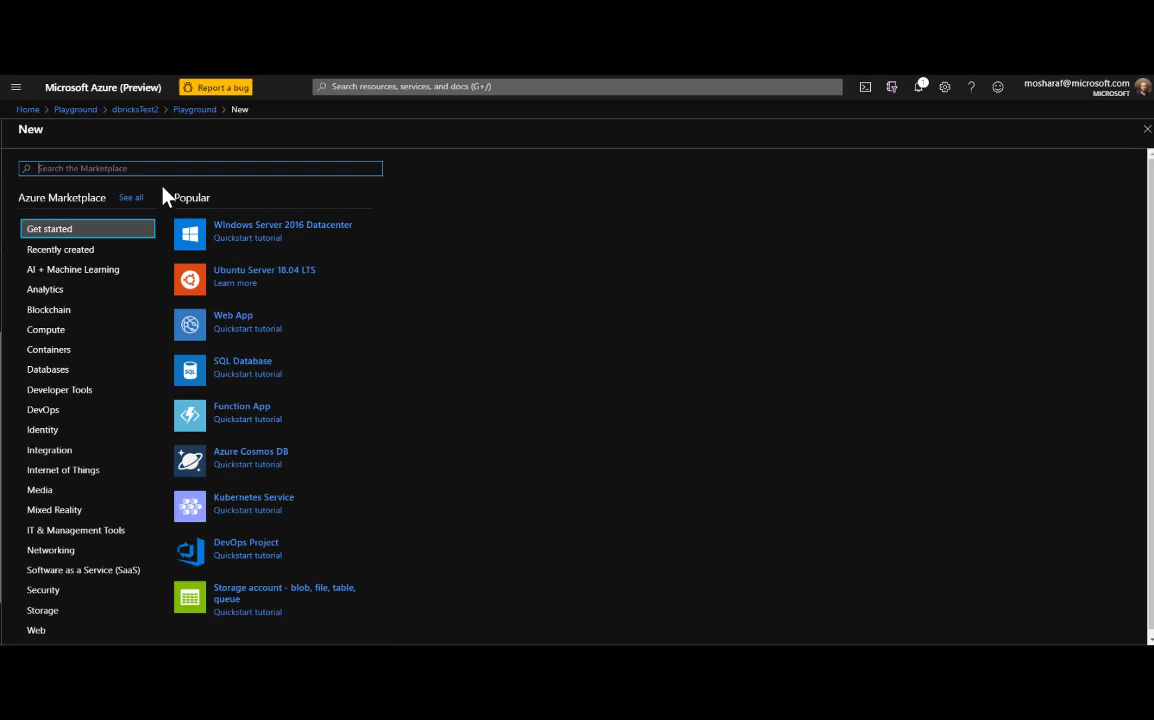 Microsoft Azure (Preview)
Report a bug
Search resources, services, and docs (G+/)
1
mosharaf@microsoft.com
MICROSOFT
Home > Playground > dbricksTest2 > Playground > New
New
Search the Marketplace
Azure Marketplace See all
Get started
Recently created
AI + Machine Learning
Analytics
Blockchain
Compute
Containers
Databases
Developer Tools
DevOps
Identity
Integration
Internet of Things
Media
Mixed Reality
IT & Management Tools
Networking
Software as a Service (SaaS)
Security
Storage
Web
Popular
Windows Server 2016 Datacenter
Quickstart tutorial
Ubuntu Server 18.04 LTS
Learn more
Web App
Quickstart tutorial
SQL
SQL Database
Quickstart tutorial
Function App
Quickstart tutorial
Azure Cosmos DB
Quickstart tutorial
Kubernetes Service
Quickstart tutorial
DevOps Project
Quickstart tutorial
Storage account - blob, file, table,
queue
Quickstart tutorial